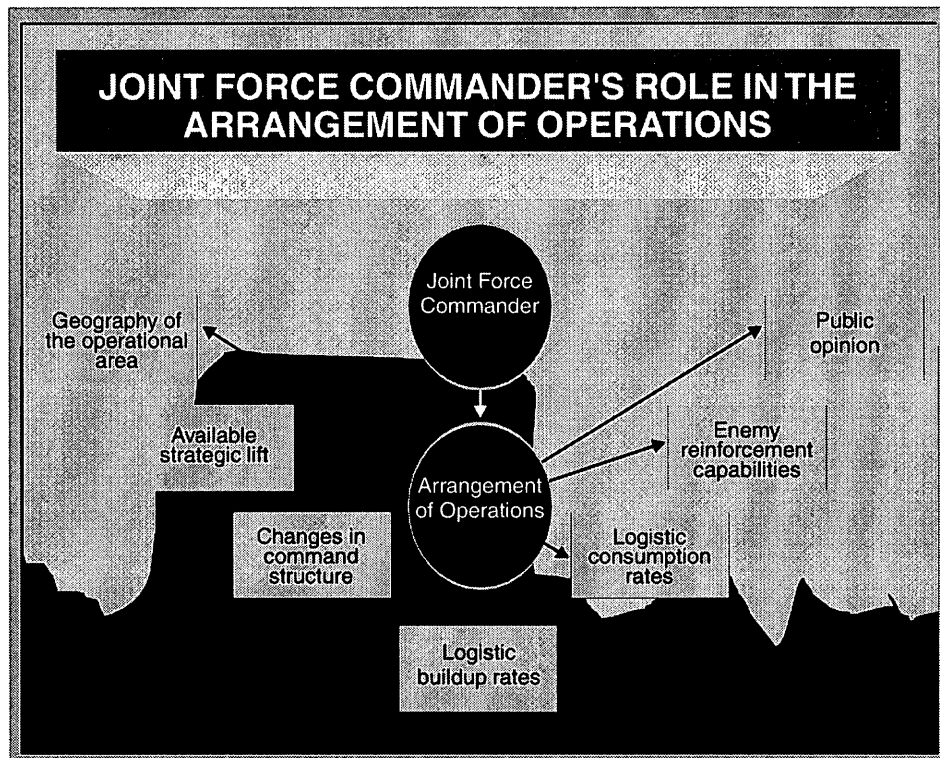 JOINT FORCE COMMANDER'S ROLE IN THE
ARRANGEMENT OF OPERATIONS
Joint Force
Commander
Geography of
the operational
area
Public
opinion
Available
strategic lift
Enemy
reinforcement
capabilities
Arrangement
of Operations
Changes in
command
structure
Logistic
consumption
rates
Logistic
buildup rates